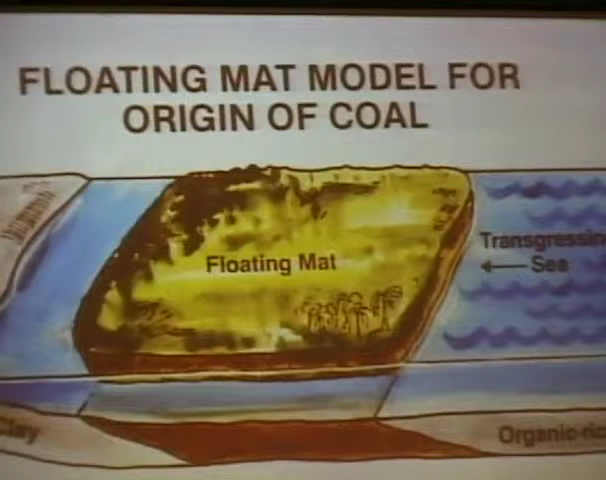 FLOATING MAT MODEL FOR
ORIGIN OF COAL
Floating Mat
Transgressin
Sea
Clay
Organic-ric